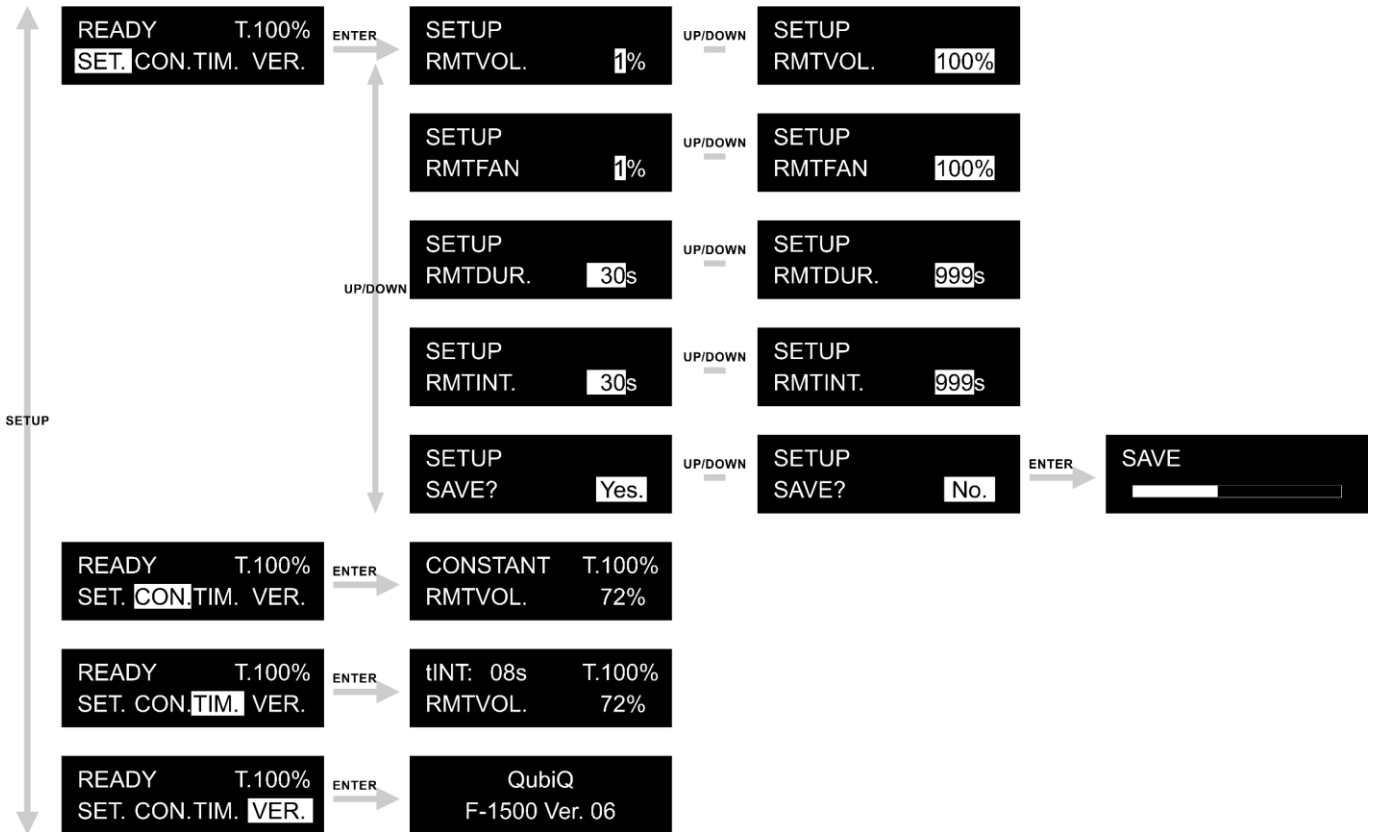 READY T.100%
SET. CON.TIM. VER.
ENTER
SETUP
RMTVOL. 1%
UP/DOWN
SETUP
RMTVOL. 100%
SETUP
RMTFAN 1%
UP/DOWN
SETUP
RMTFAN 100%
SETUP
RMTDUR. 30s
UP/DOWN
SETUP
RMTDUR. 999s
UP/DOWN
SETUP
RMTINT. 30s
UP/DOWN
SETUP
RMTINT. 999s
SETUP
SETUP
SAVE? Yes.
UP/DOWN
SETUP
SAVE? No.
ENTER
SAVE
READY T.100%
SET. CON.TIM. VER.
ENTER
CONSTANT T.100%
RMTVOL. 72%
READY T.100%
SET. CON.TIM. VER.
ENTER
tINT: 08s T.100%
RMTVOL. 72%
READY T.100%
SET. CON.TIM. VER.
ENTER
QubiQ
F-1500 Ver. 06